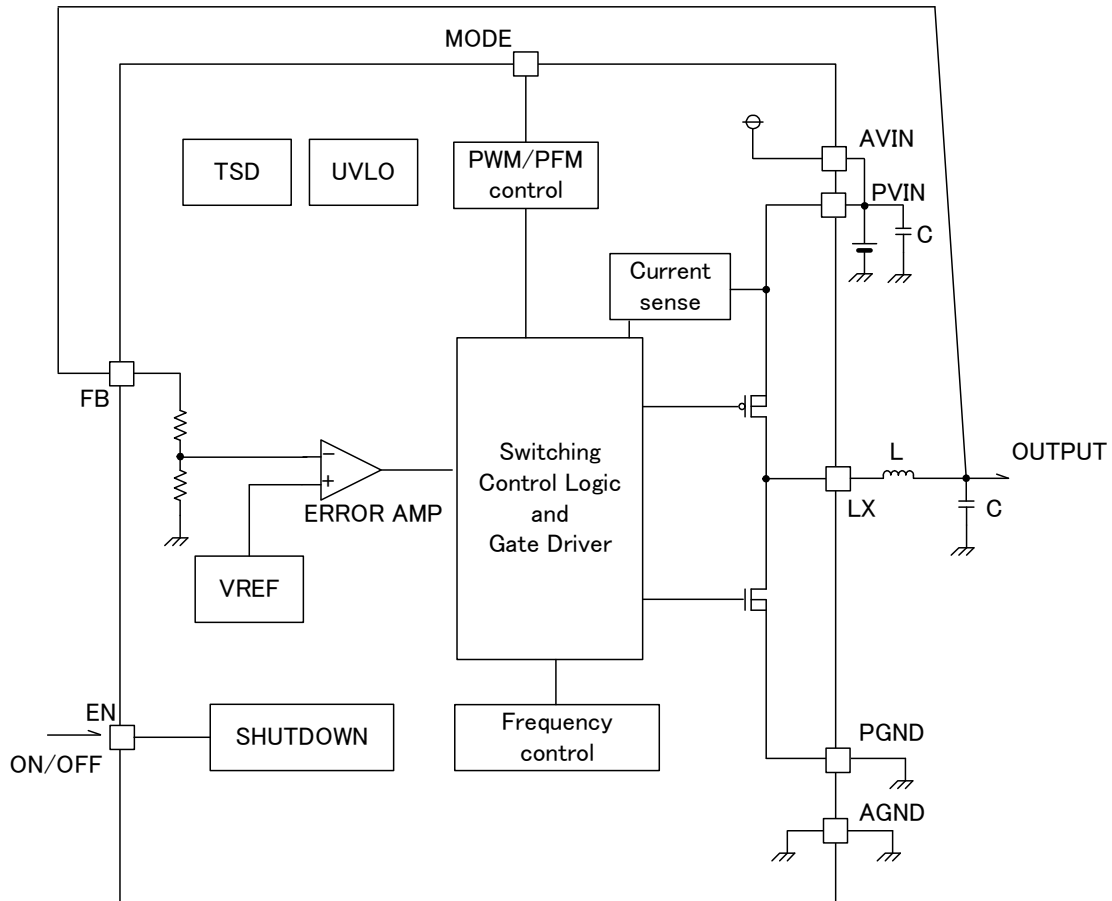 MODE
AVIN
TSD
UVLO
PWM/PFM
control
PVIN
C
Current
sense
FB
−
+
ERROR AMP
Switching
Control Logic
and
Gate Driver
L
OUTPUT
LX
C
VREF
EN
ON/OFF
SHUTDOWN
Frequency
control
PGND
AGND